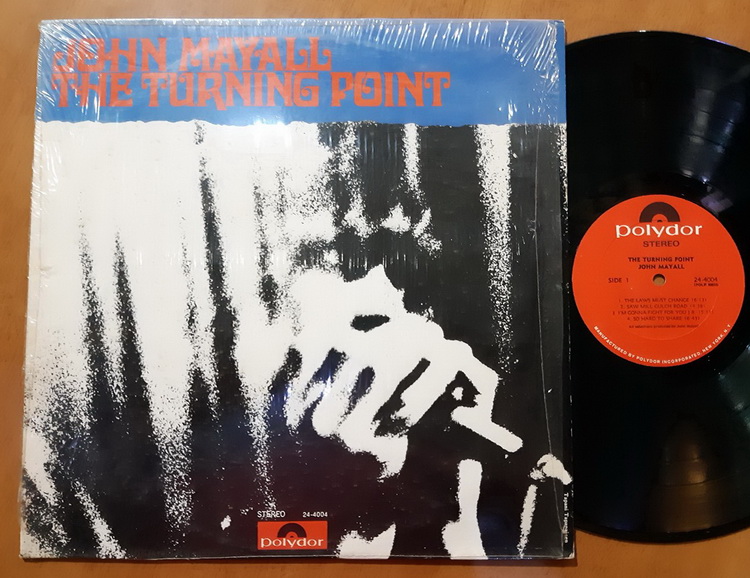 JOHN MAYALL
THE TURNING POINT
STEREO 24-4004
polydor
polydor
STEREO
THE TURNING POINT
JOHN MAYALL
SIDE 1
24-4004
1. THE LAWS MUST CHANGE
2. SAW MILL GULCH ROAD
3. I'M GONNA FIGHT FOR YOU J.B.
4. SO HARD TO SHARE
MANUFACTURED BY POLYDOR INCORPORATED, NEW YORK, N.Y.